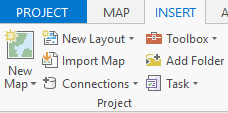 PROJECT MAP INSERT A
New Layout Toolbox
New Map Import Map Add Folder
Connections Task
Project